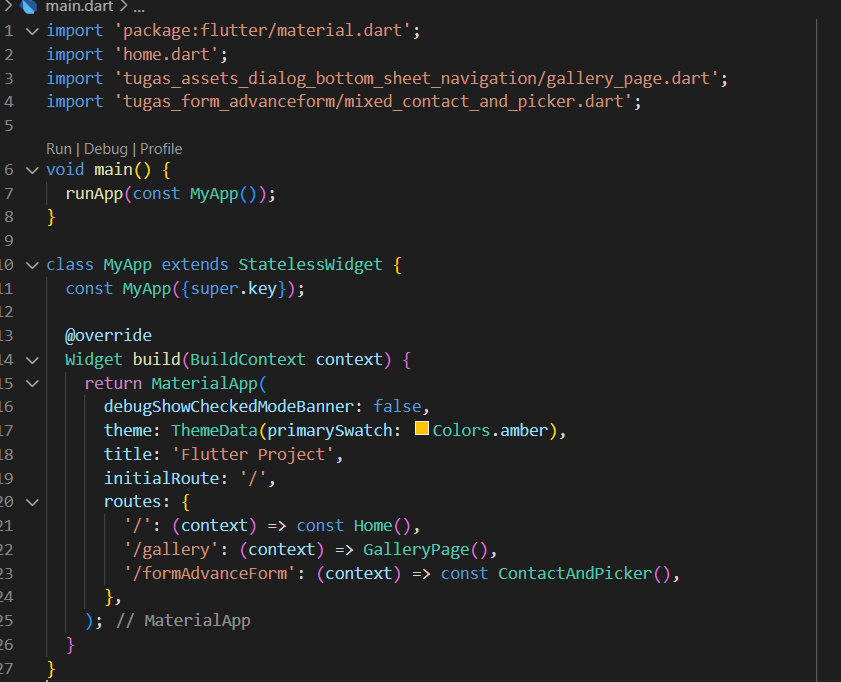 main.dart > ...
1 import 'package:flutter/material.dart';
2 import 'home.dart';
3 import 'tugas_assets_dialog_bottom_sheet_navigation/gallery_page.dart';
4 import 'tugas_form_advanceform/mixed_contact_and_picker.dart';
5
Run | Debug | Profile
6 void main() {
7 runApp(const MyApp());
8 }
9
10 class MyApp extends StatelessWidget {
11 const MyApp({super.key});
12
13 @override
14 Widget build(BuildContext context) {
15 return MaterialApp(
16 debugShowCheckedModeBanner: false,
17 theme: ThemeData(primarySwatch: Colors.amber),
18 title: 'Flutter Project',
19 initialRoute: '/',
20 routes: {
21 '/': (context) => const Home(),
22 '/gallery': (context) => GalleryPage(),
23 '/formAdvanceForm': (context) => const ContactAndPicker(),
24 },
25 ); // MaterialApp
26 }
27 }